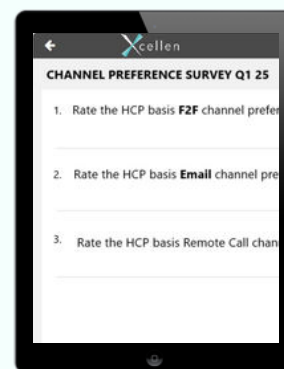 Xcellen
CHANNEL PREFERENCE SURVEY Q1 25
1. Rate the HCP basis F2F channel prefer
2. Rate the HCP basis Email channel pre
3. Rate the HCP basis Remote Call chan